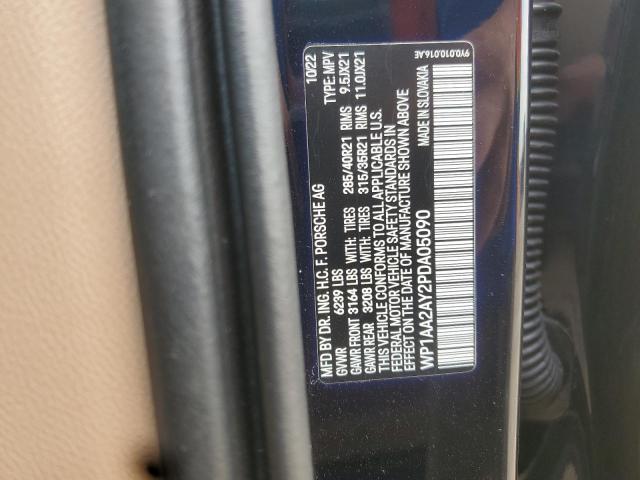 MFD BY DR. ING. H.C. F. PORSCHE AG 10/22
GVWR 6239 LBS TYPE: MPV
GAWR FRONT 3164 LBS WITH: TIRES 285/40R21 RIMS 9.5JX21
GAWR REAR 3208 LBS WITH: TIRES 315/35R21 RIMS 11.0JX21
THIS VEHICLE CONFORMS TO ALL APPLICABLE U.S.
FEDERAL MOTOR VEHICLE SAFETY STANDARDS IN
EFFECT ON THE DATE OF MANUFACTURE SHOWN ABOVE
MADE IN SLOVAKIA
WP1AA2AY2PDA05090
9Y0.010.016.AE